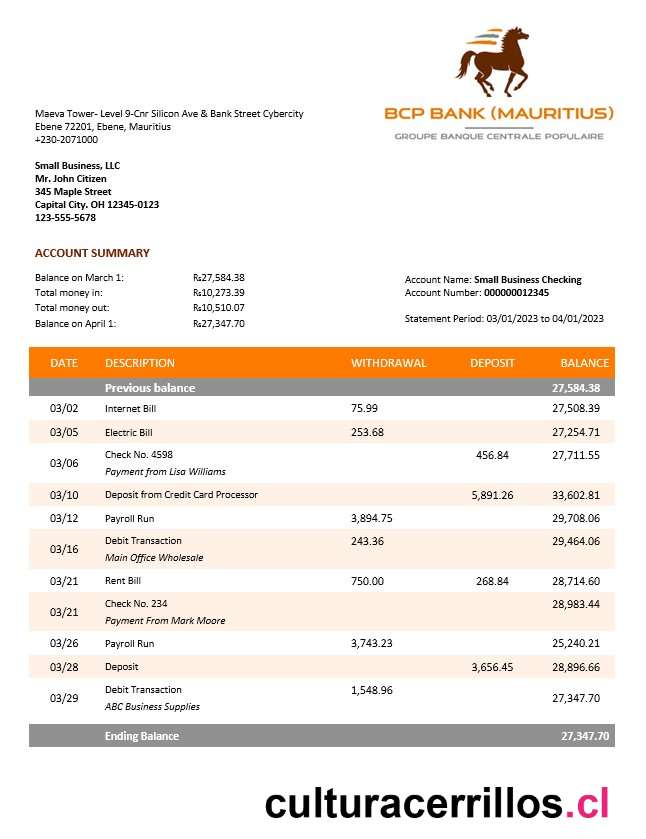 BCP BANK (MAURITIUS)
GROUPE BANQUE CENTRALE POPULAIRE
Maeva Tower- Level 9-Cnr Silicon Ave & Bank Street Cybercity
Ebene 72201, Ebene, Mauritius
+230-2071000
Small Business, LLC
Mr. John Citizen
345 Maple Street
Capital City. OH 12345-0123
123-555-5678
ACCOUNT SUMMARY
Balance on March 1: ₨27,584.38
Total money in: ₨10,273.39
Total money out: ₨10,510.07
Balance on April 1: ₨27,347.70
Account Name: Small Business Checking
Account Number: 000000012345
Statement Period: 03/01/2023 to 04/01/2023
DATE DESCRIPTION WITHDRAWAL DEPOSIT BALANCE
Previous balance 27,584.38
03/02 Internet Bill 75.99 27,508.39
03/05 Electric Bill 253.68 27,254.71
03/06 Check No. 4598 456.84 27,711.55
Payment from Lisa Williams
03/10 Deposit from Credit Card Processor 5,891.26 33,602.81
03/12 Payroll Run 3,894.75 29,708.06
03/16 Debit Transaction 243.36 29,464.06
Main Office Wholesale
03/21 Rent Bill 750.00 268.84 28,714.60
03/21 Check No. 234 28,983.44
Payment From Mark Moore
03/26 Payroll Run 3,743.23 25,240.21
03/28 Deposit 3,656.45 28,896.66
03/29 Debit Transaction 1,548.96 27,347.70
ABC Business Supplies
Ending Balance 27,347.70
culturacerrillos.cl